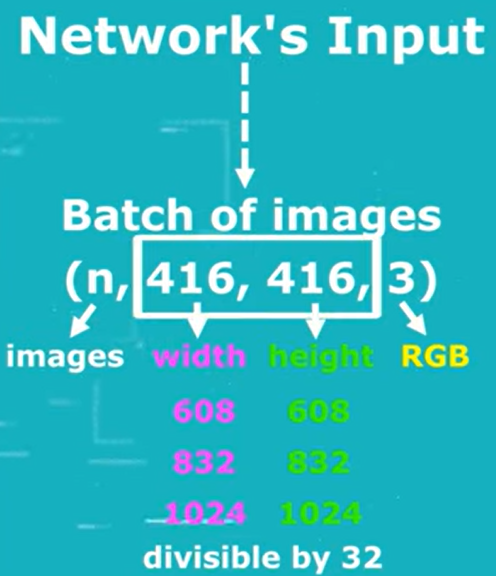 Network's Input
Batch of images
(n, 416, 416, 3)
images width height RGB
608 608
832 832
1024 1024
divisible by 32